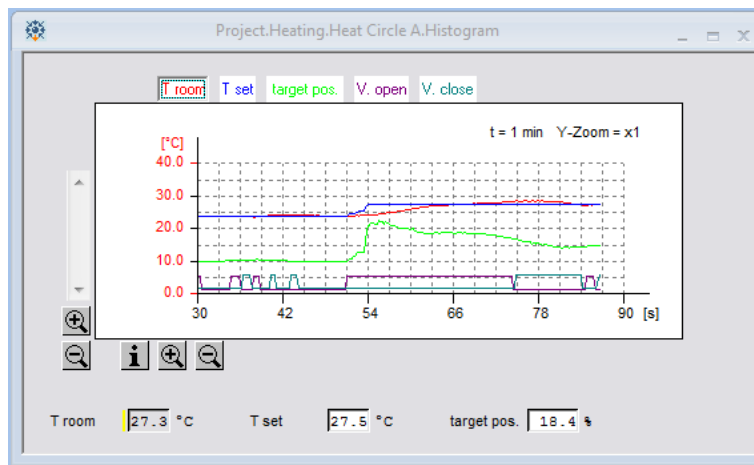 Project.Heating.Heat Circle A.Histogram
T room T set target pos. V. open V. close
t = 1 min Y-Zoom = x1
[°C]
40.0
30.0
20.0
10.0
0.0
30 42 54 66 78 90 [s]
i
T room 27.3 °C T set 27.5 °C target pos. 18.4 %